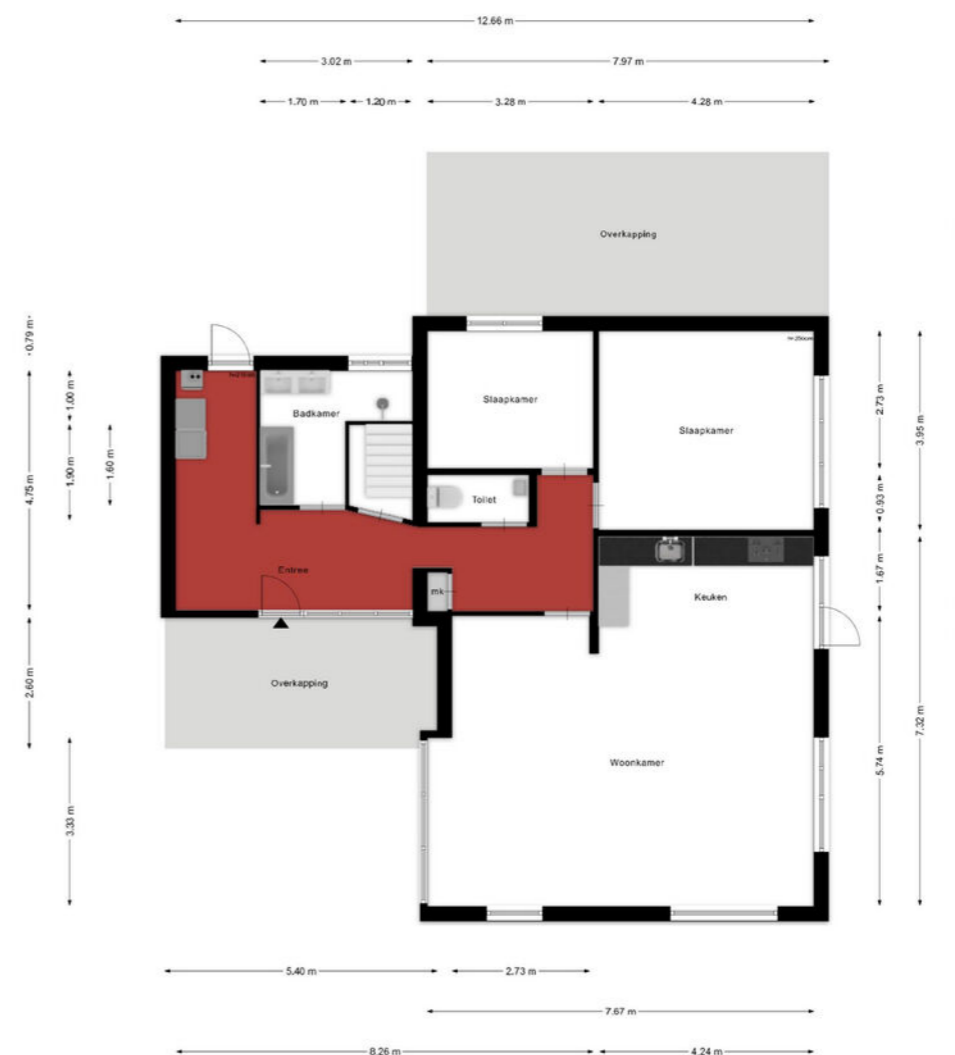 12.66 m
3.02 m
7.97 m
1.70 m
1.20 m
3.28 m
4.28 m
Overkapping
0.79 m
h=250cm
Slaapkamer
Slaapkamer
Badkamer
1.00 m
1.90 m
1.60 m
4.75 m
2.73 m
3.95 m
0.93 m
Toilet
Entree
mk
Keuken
1.67 m
2.60 m
Overkapping
7.32 m
5.74 m
Woonkamer
3.33 m
5.40 m
2.73 m
7.67 m
8.26 m
4.24 m